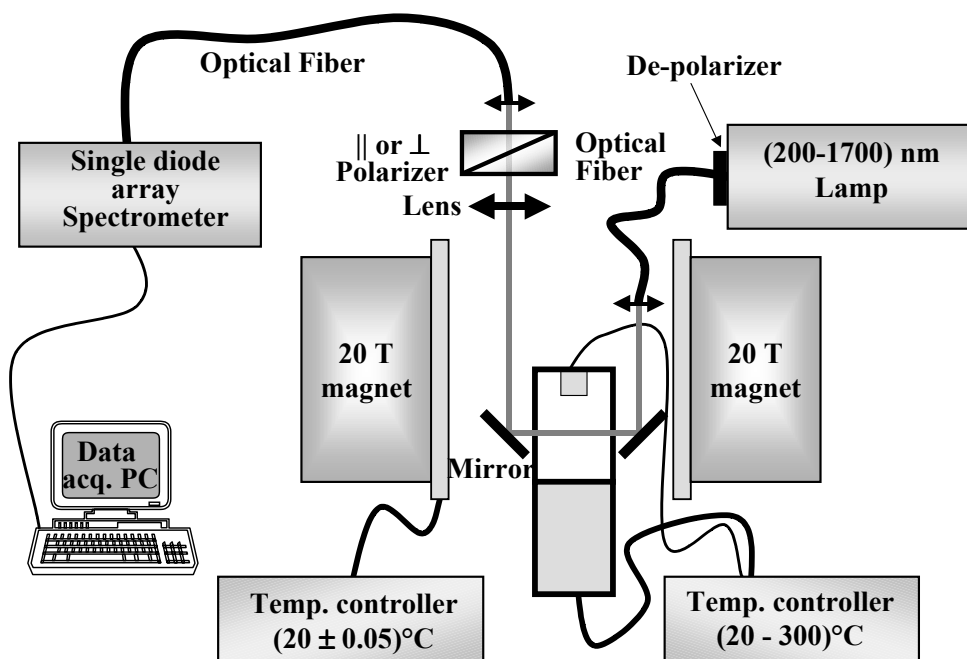 Optical Fiber
De-polarizer
|| or ⊥
Polarizer
Optical
Fiber
(200-1700) nm
Lamp
Single diode
array
Spectrometer
Lens
20 T
magnet
20 T
magnet
Data
acq. PC
Mirror
Temp. controller
(20 ± 0.05)°C
Temp. controller
(20 - 300)°C